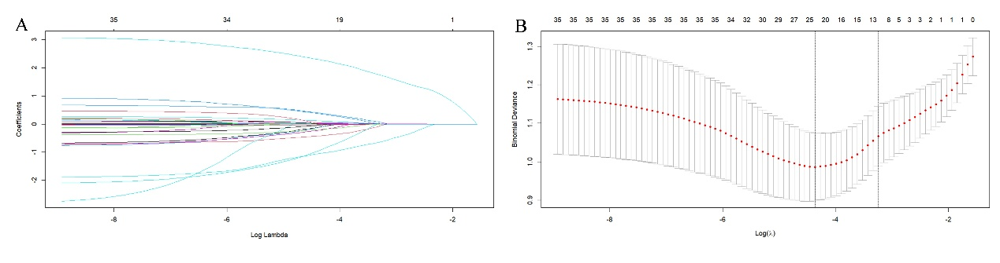 A
35 34 19 1
3
2
1
0
-1
-2
Coefficients
-8 -6 -4 -2
Log Lambda
B
35 35 35 35 35 35 35 35 35 35 35 34 32 30 29 27 25 20 16 15 13 8 5 3 3 2 1 1 1 0
1.3
1.2
1.1
1.0
0.9
Binomial Deviance
-8 -6 -4 -2
Log(λ)